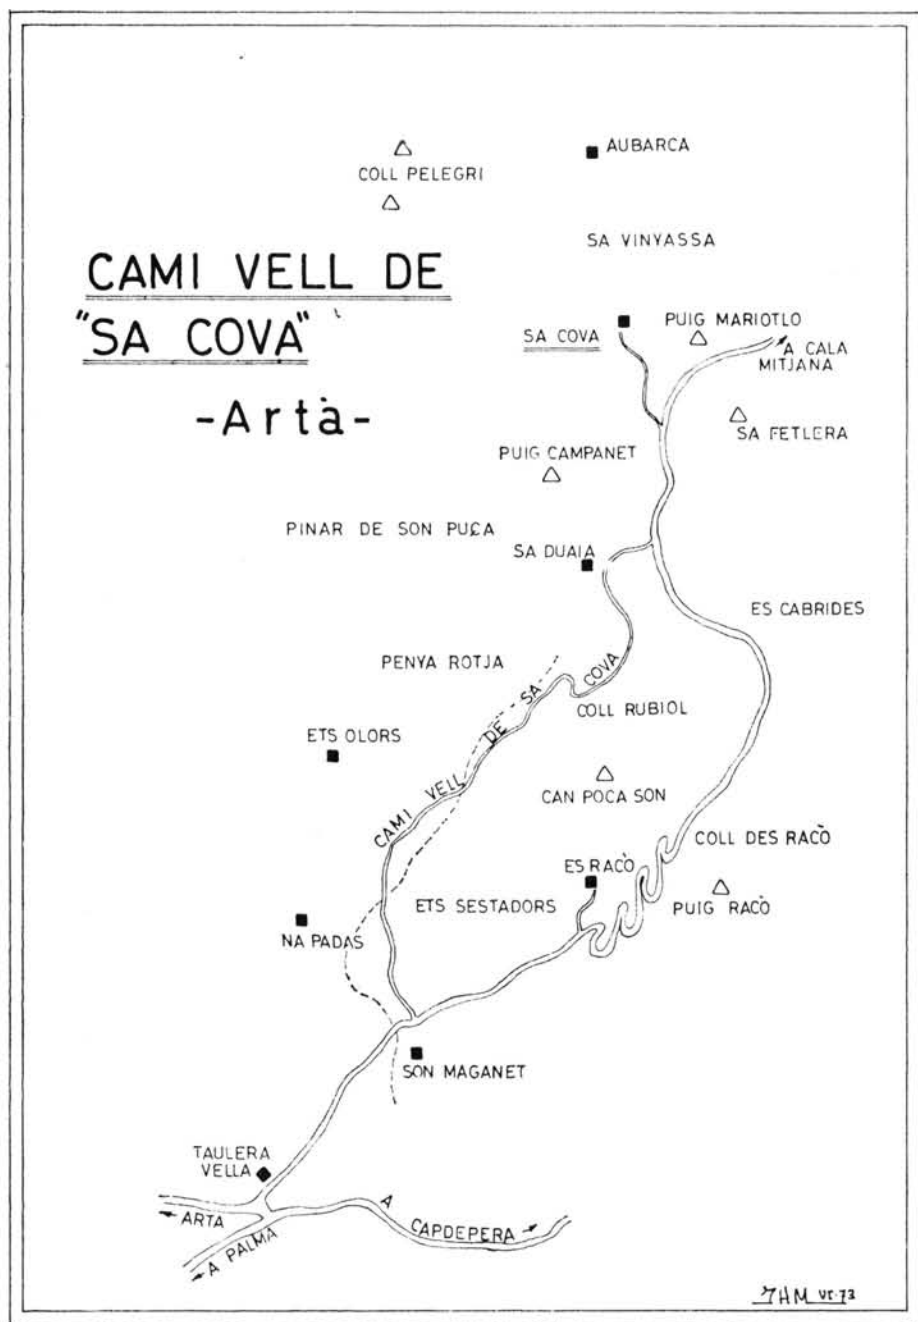 AUBARCA
COLL PELEGRI
SA VINYASSA
CAMI VELL DE
"SA COVA"
-Artà-
SA COVA
PUIG MARIOTLO
A CALA
MITJANA
SA FETLERA
PUIG CAMPANET
PINAR DE SON PUÇA
SA DUAIA
ES CABRIDES
PENYA ROTJA
CAMI VELL DE SA COVA
COLL RUBIOL
ETS OLORS
CAN POCA SON
COLL DES RACÒ
ES RACÒ
ETS SESTADORS
PUIG RACÒ
NA PADAS
SON MAGANET
TAULERA
VELLA
ARTA
A PALMA
A CAPDEPERA
JHM VI-73